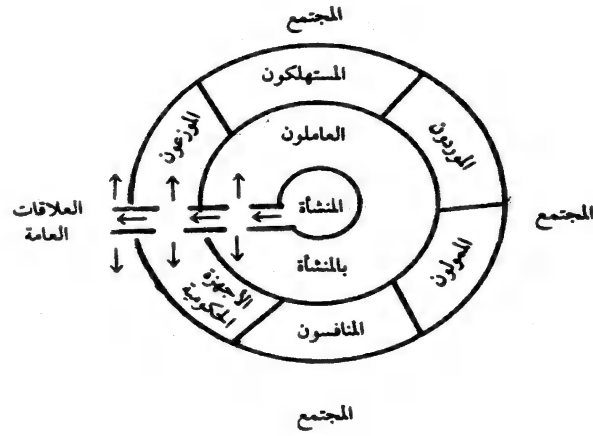 المجتمع
المستهلكون
الموردون
الموزعون
العاملون
المنشأة
العلاقات
العامة
المجتمع
بالمنشأة
الممولون
الأجهزة
الحكومية
المنافسون
المجتمع